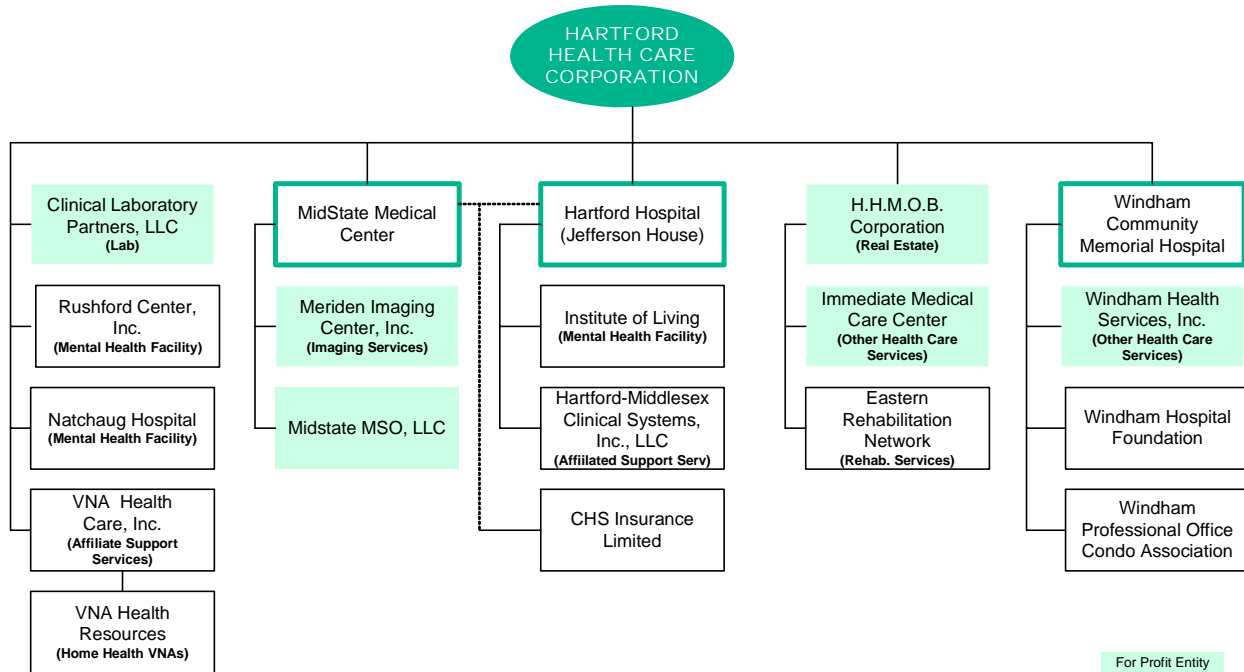 HARTFORD
HEALTH CARE
CORPORATION
Clinical Laboratory
Partners, LLC
(Lab)
Rushford Center,
Inc.
(Mental Health Facility)
Natchaug Hospital
(Mental Health Facility)
VNA Health
Care, Inc.
(Affiliate Support
Services)
VNA Health
Resources
(Home Health VNAs)
MidState Medical
Center
Meriden Imaging
Center, Inc.
(Imaging Services)
Midstate MSO, LLC
Hartford Hospital
(Jefferson House)
Institute of Living
(Mental Health Facility)
Hartford-Middlesex
Clinical Systems,
Inc., LLC
(Affiilated Support Serv)
CHS Insurance
Limited
H.H.M.O.B.
Corporation
(Real Estate)
Immediate Medical
Care Center
(Other Health Care
Services)
Eastern
Rehabilitation
Network
(Rehab. Services)
Windham
Community
Memorial Hospital
Windham Health
Services, Inc.
(Other Health Care
Services)
Windham Hospital
Foundation
Windham
Professional Office
Condo Association
For Profit Entity